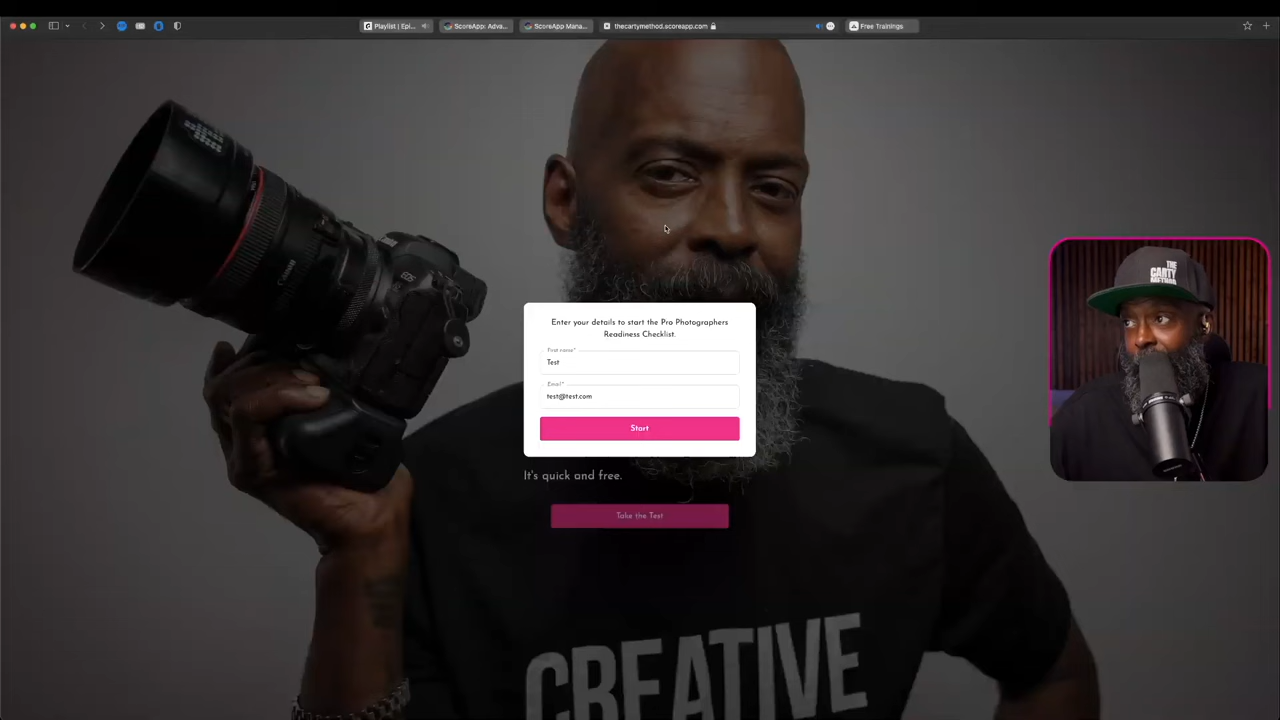 Playlist | Epi...
ScoreApp: Adva...
ScoreApp Mana...
thecartymethod.scoreapp.com
Free Trainings
EOS
Enter your details to start the Pro Photographers
Readiness Checklist.
First name*
Test
Email*
test@test.com
Start
It's quick and free.
Take the Test
THE
CARTY
METHOD
CREATIVE